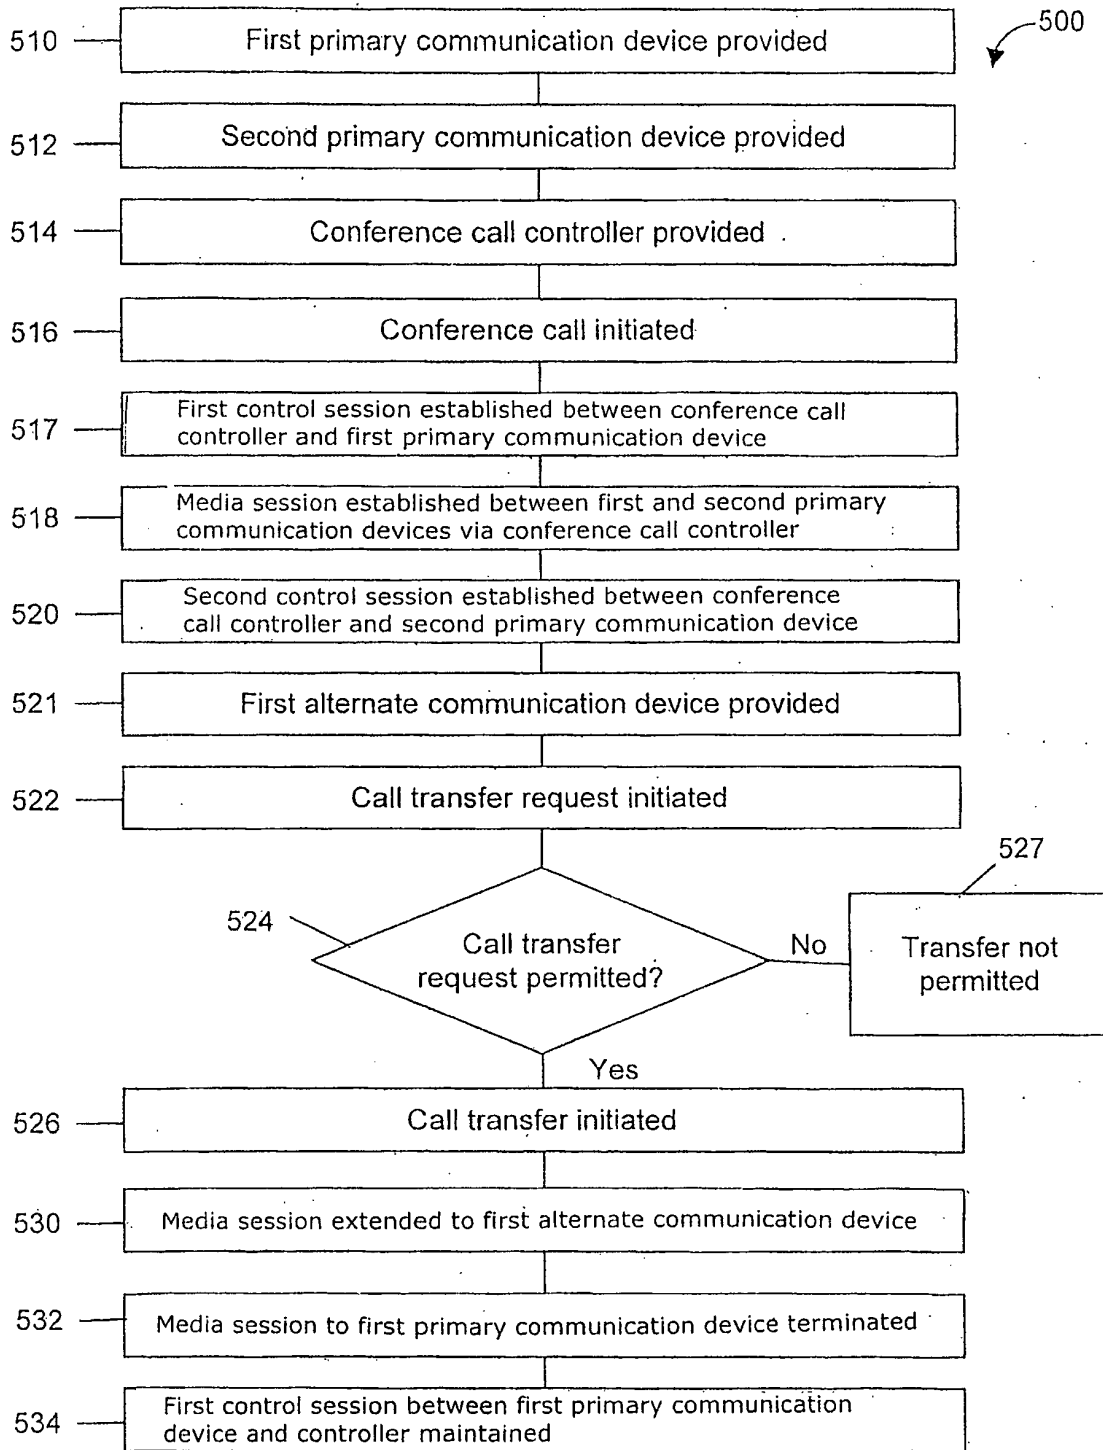 500
510 First primary communication device provided
512 Second primary communication device provided
514 Conference call controller provided
516 Conference call initiated
517 First control session established between conference call
controller and first primary communication device
518 Media session established between first and second primary
communication devices via conference call controller
520 Second control session established between conference
call controller and second primary communication device
521 First alternate communication device provided
522 Call transfer request initiated
524 Call transfer
request permitted?
No
527
Transfer not
permitted
Yes
526 Call transfer initiated
530 Media session extended to first alternate communication device
532 Media session to first primary communication device terminated
534 First control session between first primary communication
device and controller maintained